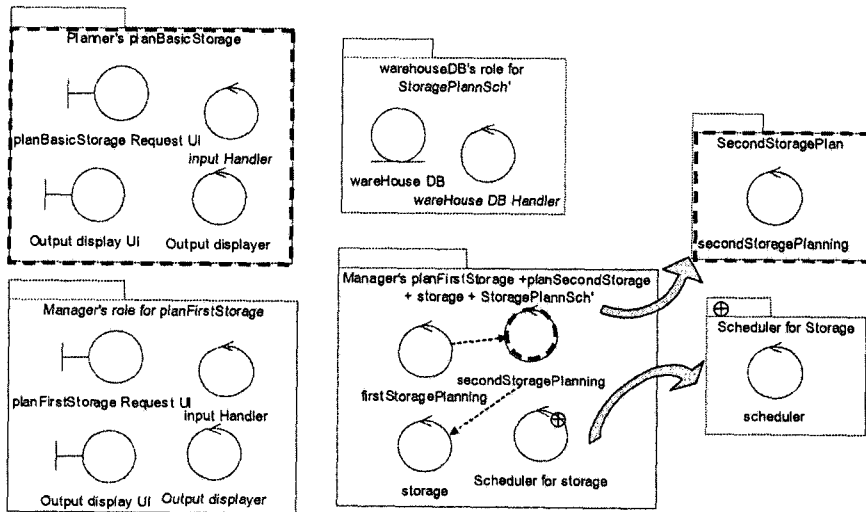 Planner's planBasicStorage
planBasicStorage Request UI
input Handler
Output display UI
Output displayer
Manager's role for planFirstStorage
planFirstStorage Request UI
input Handler
Output display UI
Output displayer
warehouseDB's role for
StoragePlannSch'
wareHouse DB
wareHouse DB Handler
Manager's planFirstStorage +planSecondStorage
+ storage + StoragePlannSch'
firstStoragePlanning
secondStoragePlanning
storage
Scheduler for storage
SecondStoragePlan
secondStoragePlanning
Scheduler for Storage
scheduler